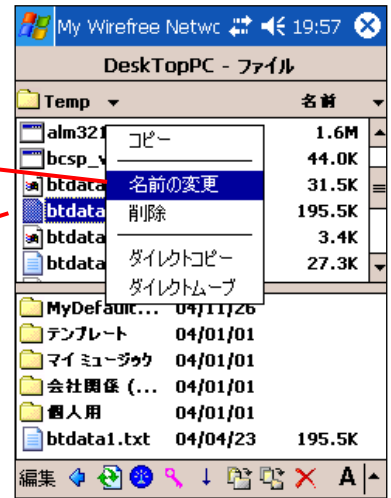 My Wirefree Netwc 19:57
DeskTopPC - ファイル
Temp 名前
alm321 1.6M
コピー
bcsp_v 44.0K
btdata 名前の変更 31.5K
btdata 削除 195.5K
btdata 3.4K
ダイレクトコピー
btdata 27.3K
ダイレクトムーブ
MyDefault... 04/11/26
テンプレート 04/01/01
マイ ミュージック 04/01/01
会社関係 (... 04/01/01
個人用 04/01/01
btdata1.txt 04/04/23 195.5K
編集 A